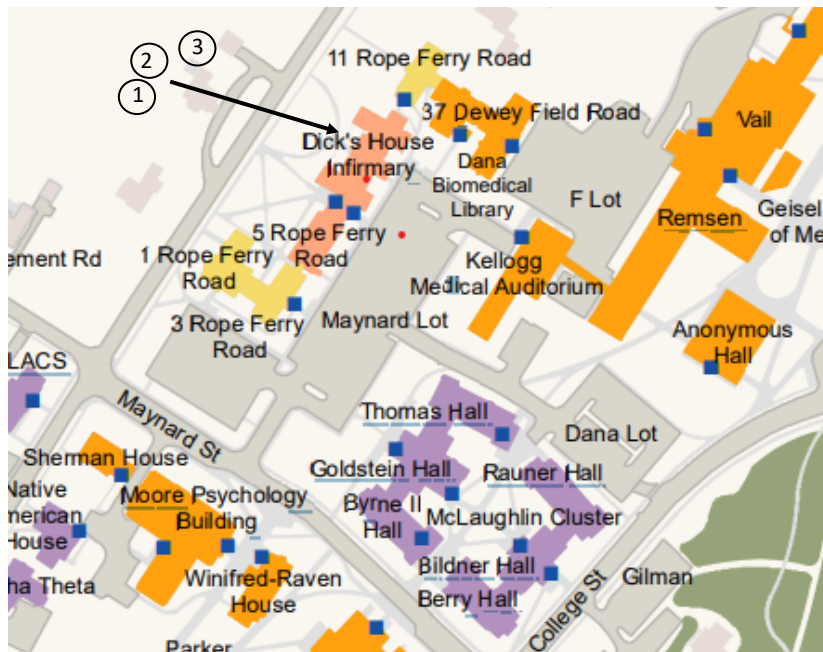 3
2
1
11 Rope Ferry Road
37 Dewey Field Road
Vail
Dick's House
Infirmary
Dana
Biomedical
Library
F Lot
Remsen
Geisel
of Me
5 Rope Ferry
Road
1 Rope Ferry
Road
ement Rd
Kellogg
Medical Auditorium
3 Rope Ferry
Road
Maynard Lot
Anonymous
Hall
LACS
Maynard St
Thomas Hall
Dana Lot
Sherman House
Goldstein Hall
Rauner Hall
Native
merican
House
Moore Psychology
Building
Byrne II
Hall
McLaughlin Cluster
Winifred-Raven
House
Bildner Hall
Berry Hall
ha Theta
College St
Gilman
Parker